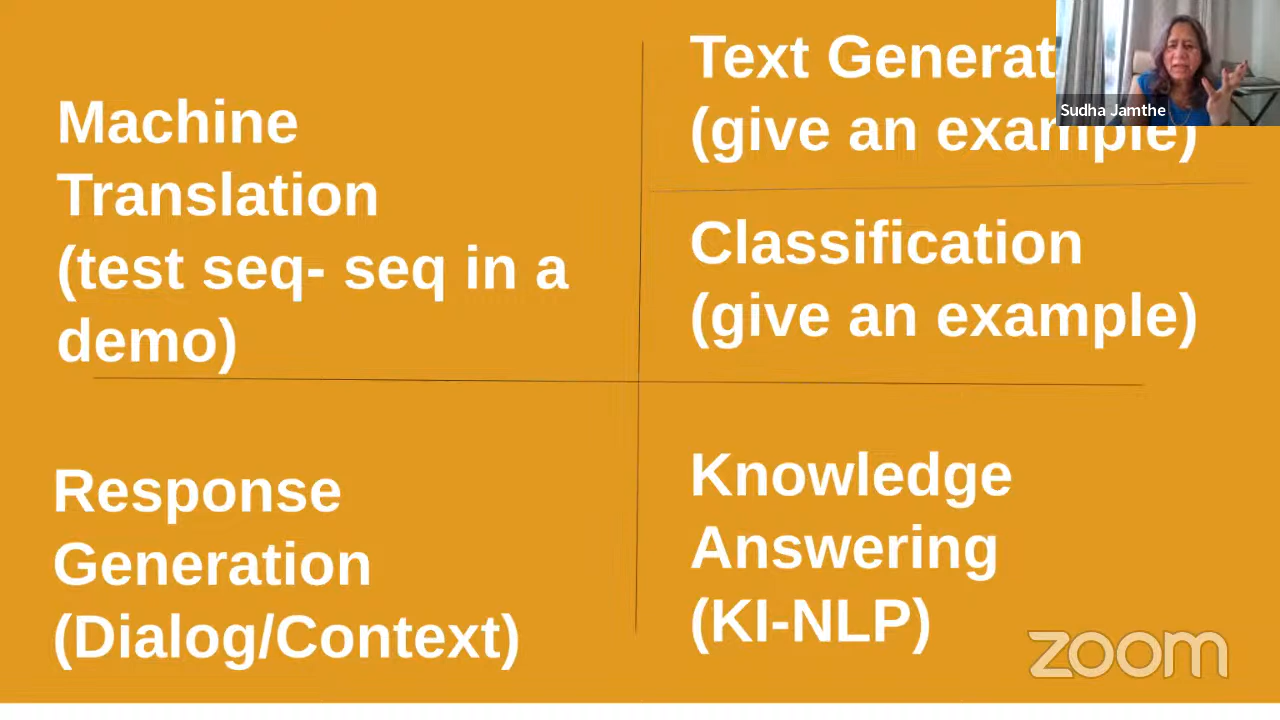 Machine
Translation
(test seq- seq in a
demo)
Text Generat
(give an example)
Classification
(give an example)
Response
Generation
(Dialog/Context)
Knowledge
Answering
(KI-NLP)
Sudha Jamthe
zoom